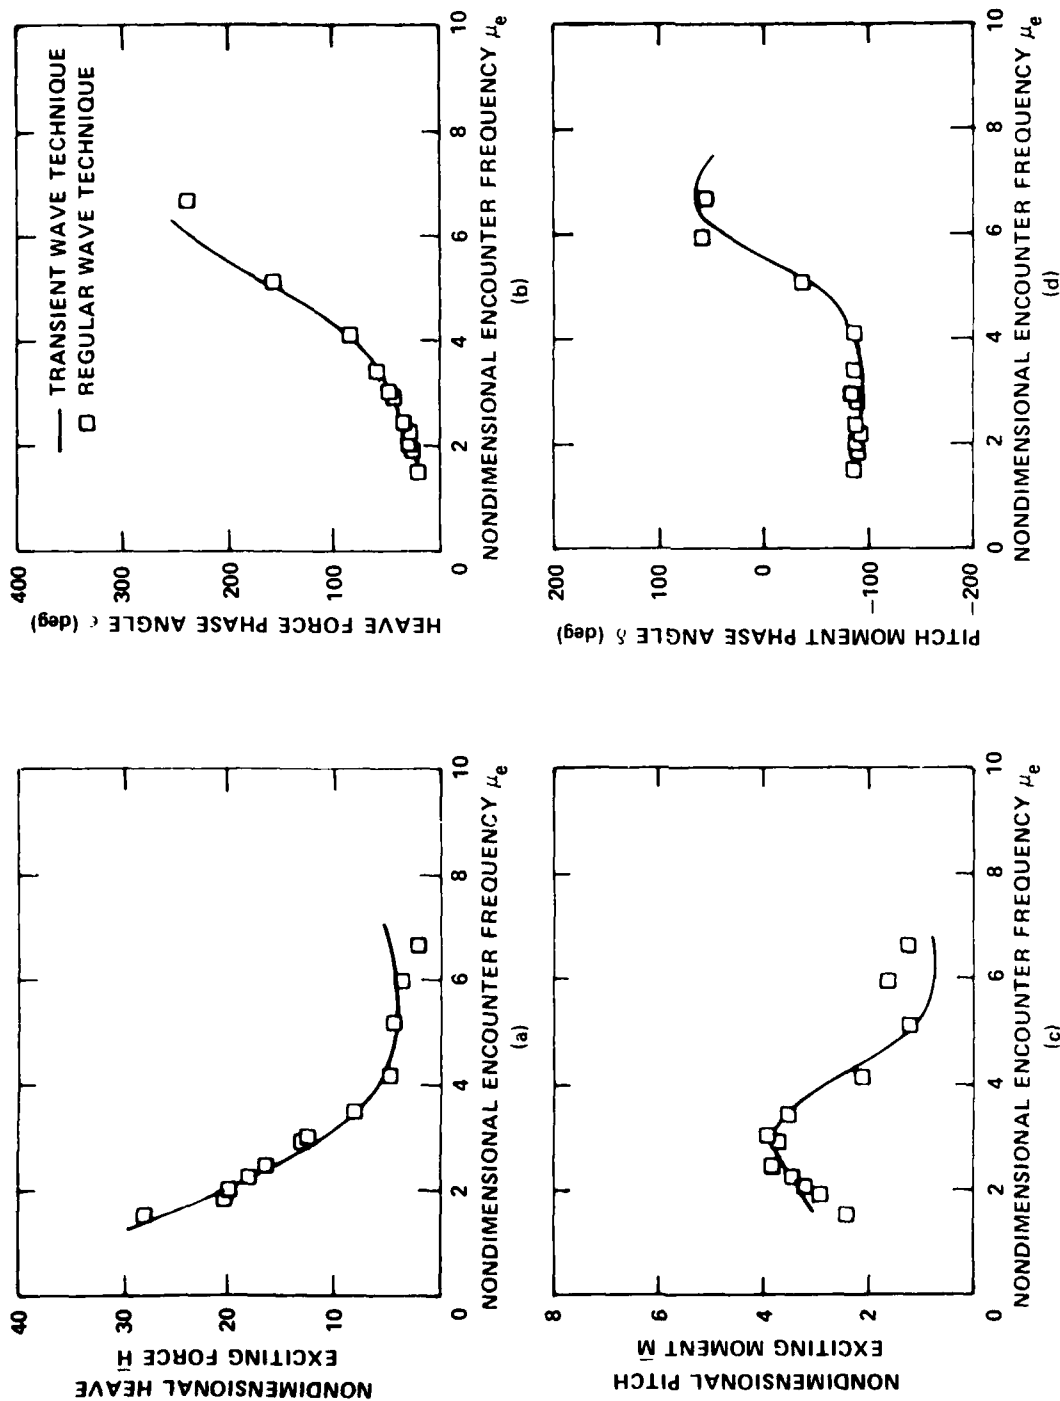 NONDIMENSIONAL HEAVE
EXCITING FORCE H̄
40
30
20
10
0
2
4
6
8
10
NONDIMENSIONAL ENCOUNTER FREQUENCY μe
(a)
HEAVE FORCE PHASE ANGLE ϵ (deg)
400
300
200
100
0
2
4
6
8
10
TRANSIENT WAVE TECHNIQUE
REGULAR WAVE TECHNIQUE
NONDIMENSIONAL ENCOUNTER FREQUENCY μe
(b)
NONDIMENSIONAL PITCH
EXCITING MOMENT M̄
8
6
4
2
0
2
4
6
8
10
NONDIMENSIONAL ENCOUNTER FREQUENCY μe
(c)
PITCH MOMENT PHASE ANGLE δ (deg)
200
100
0
-100
-200
0
2
4
6
8
10
NONDIMENSIONAL ENCOUNTER FREQUENCY μe
(d)